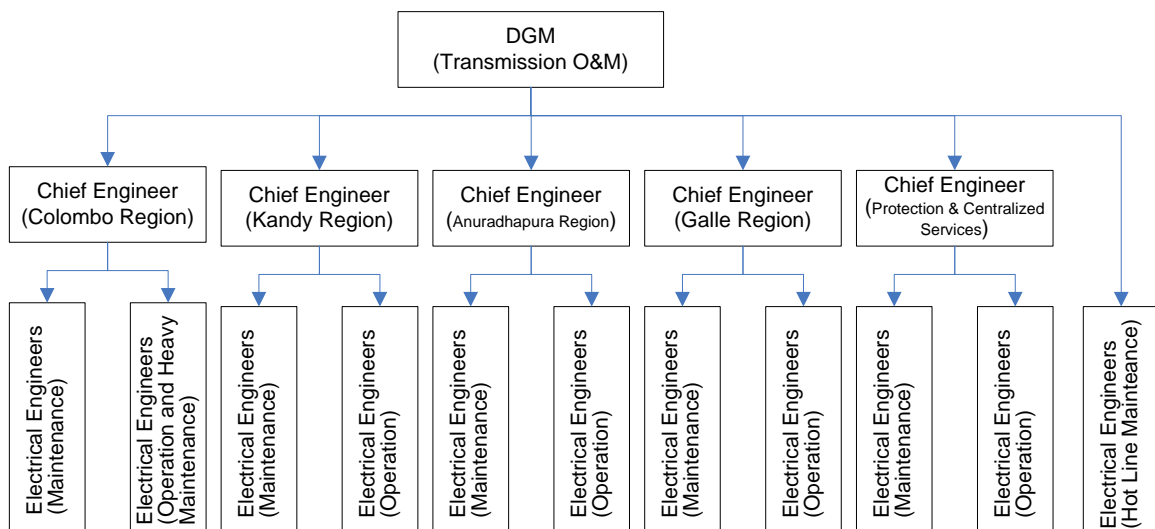 DGM
(Transmission O&M)
Chief Engineer
(Colombo Region)
Chief Engineer
(Kandy Region)
Chief Engineer
(Anuradhapura Region)
Chief Engineer
(Galle Region)
Chief Engineer
(Protection & Centralized
Services)
Electrical Engineers
(Maintenance)
Electrical Engineers
(Operation and Heavy
Maintenance)
Electrical Engineers
(Maintenance)
Electrical Engineers
(Operation)
Electrical Engineers
(Maintenance)
Electrical Engineers
(Operation)
Electrical Engineers
(Maintenance)
Electrical Engineers
(Operation)
Electrical Engineers
(Maintenance)
Electrical Engineers
(Operation)
Electrical Engineers
(Hot Line Mainteance)